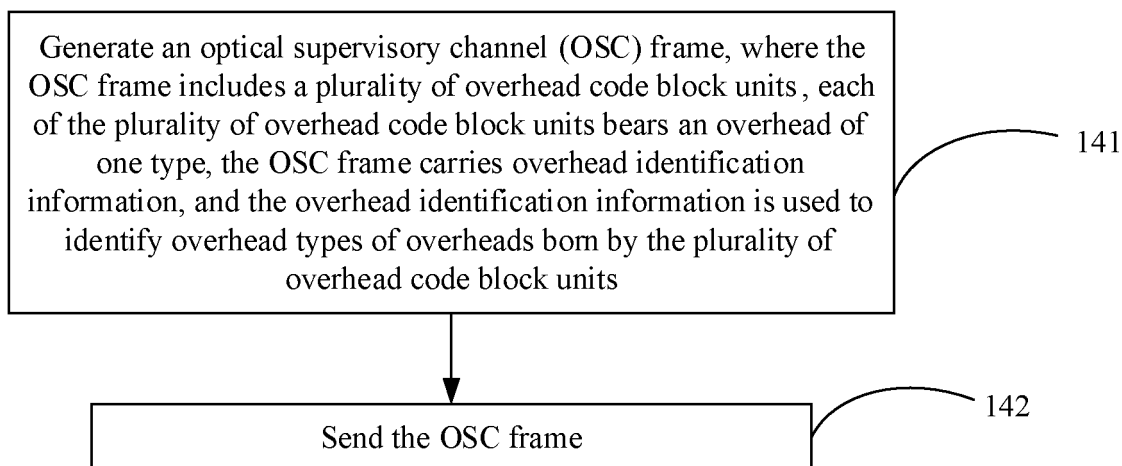 Generate an optical supervisory channel (OSC) frame, where the
OSC frame includes a plurality of overhead code block units, each
of the plurality of overhead code block units bears an overhead of
one type, the OSC frame carries overhead identification
information, and the overhead identification information is used to
identify overhead types of overheads born by the plurality of
overhead code block units
141
Send the OSC frame
142